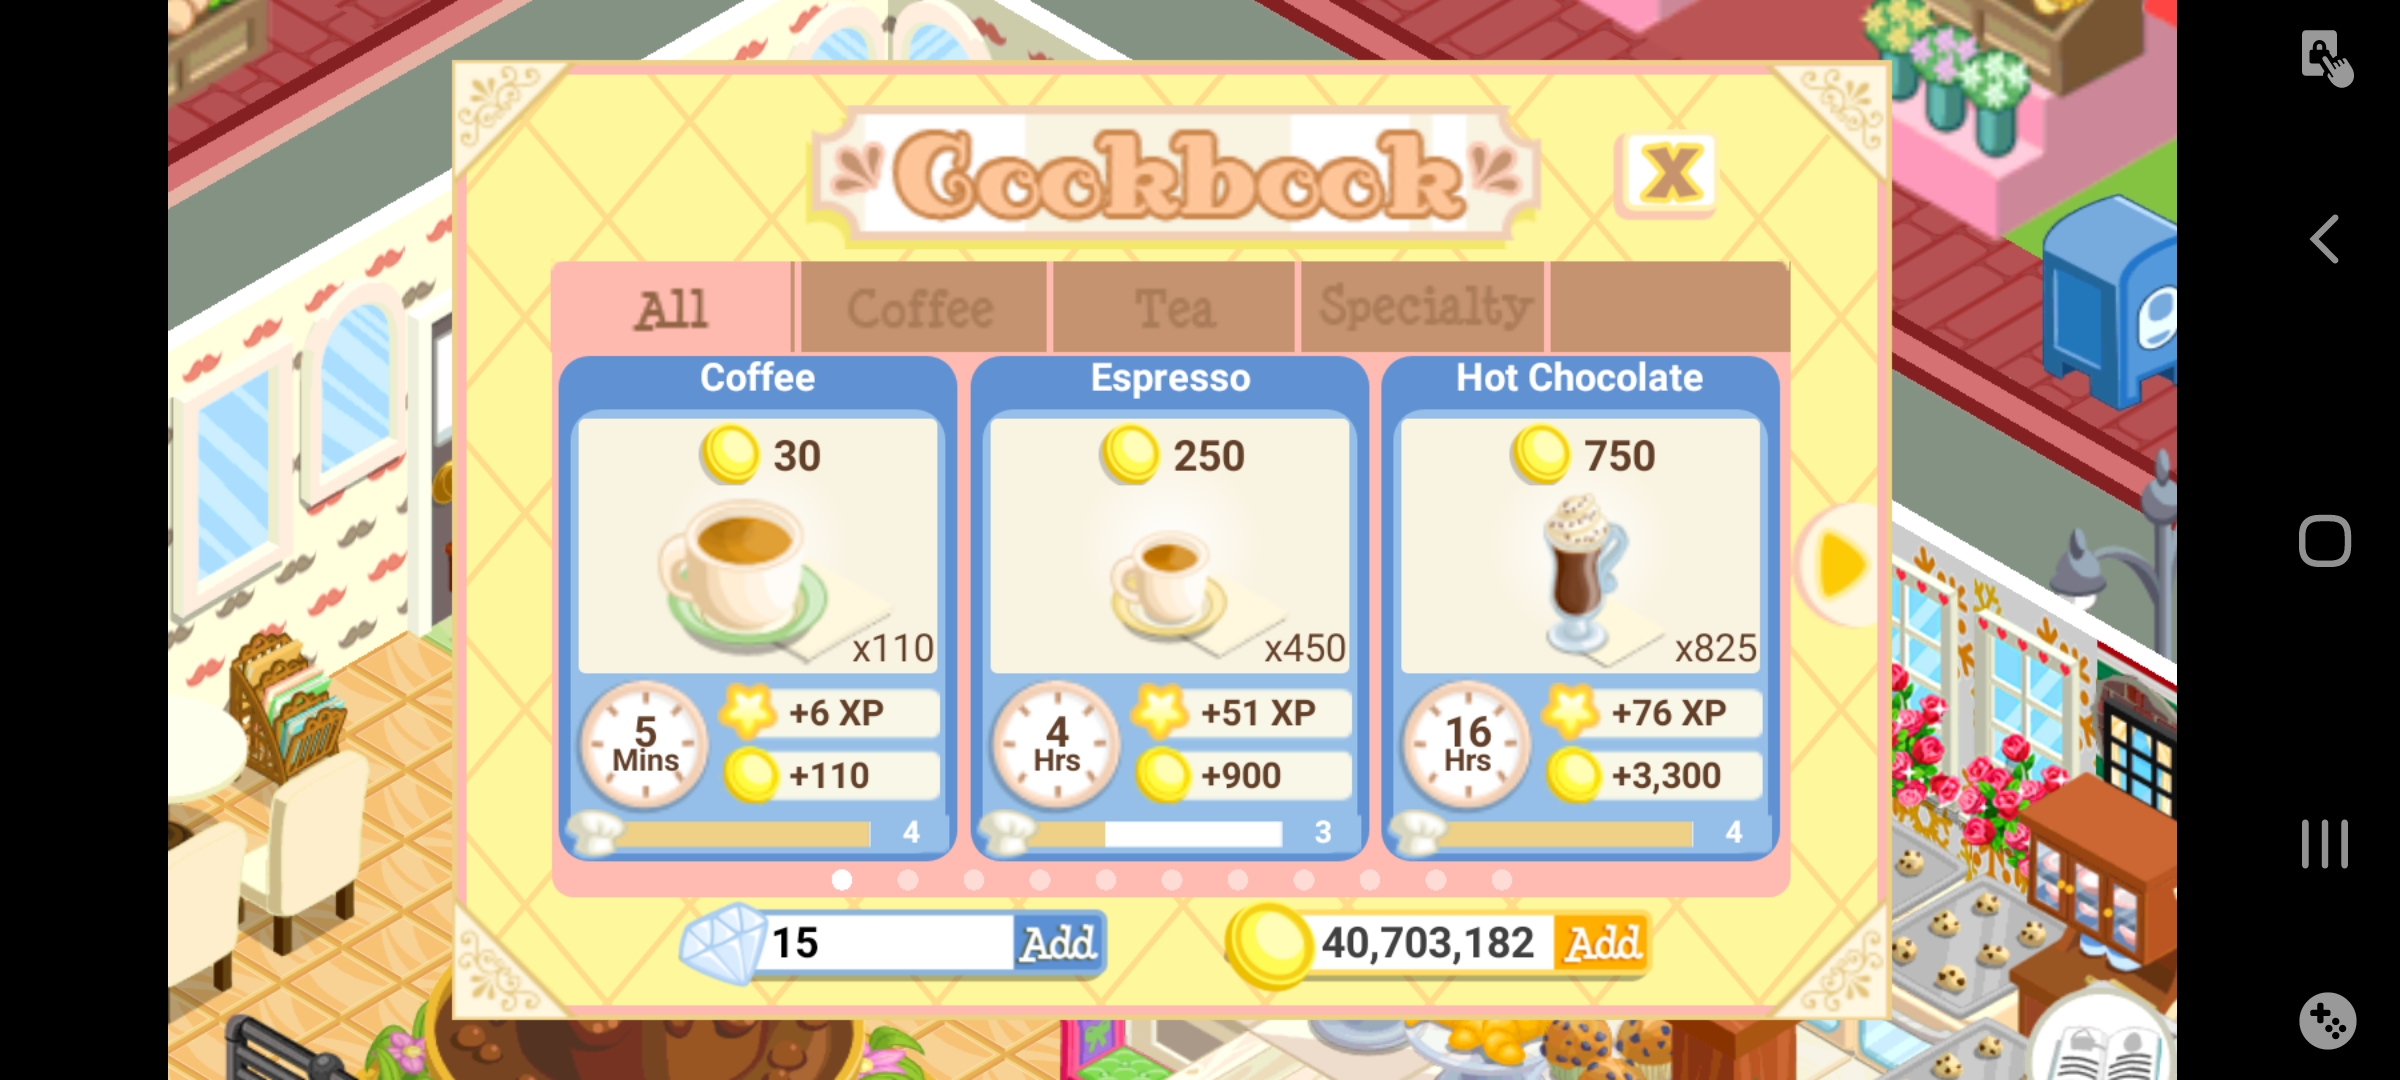 Cookbook
X
All
Coffee
Tea
Specialty
Coffee
30
x110
5
Mins
+6 XP
+110
4
Espresso
250
x450
4
Hrs
+51 XP
+900
3
Hot Chocolate
750
x825
16
Hrs
+76 XP
+3,300
4
15
Add
40,703,182
Add